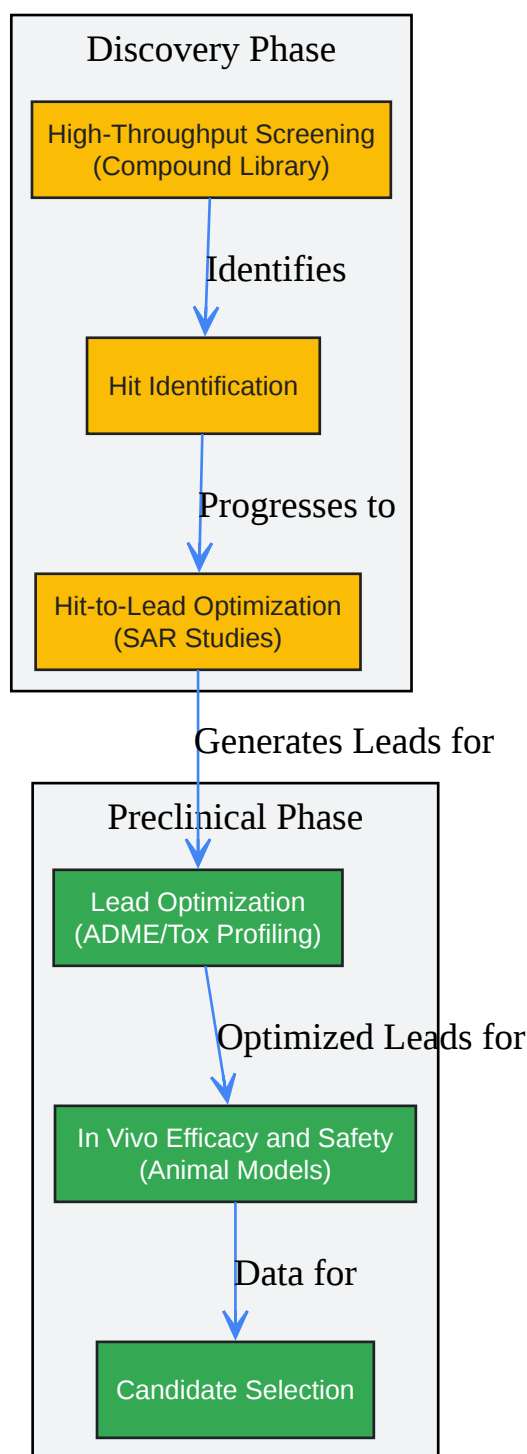 Discovery Phase
High-Throughput Screening
(Compound Library)
Identifies
Hit Identification
Progresses to
Hit-to-Lead Optimization
(SAR Studies)
Generates Leads for
Preclinical Phase
Lead Optimization
(ADME/Tox Profiling)
Optimized Leads for
In Vivo Efficacy and Safety
(Animal Models)
Data for
Candidate Selection